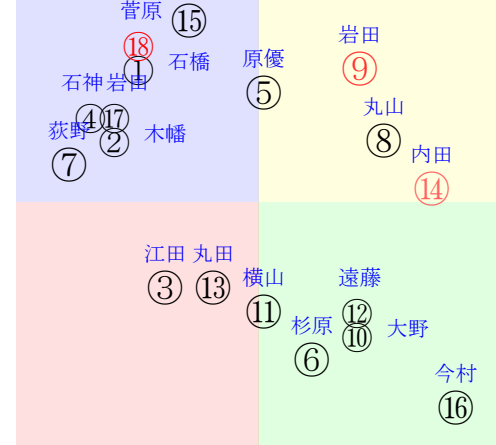 菅原
⑮
⑱
①
石橋
石神
岩田
④
⑰
②
木幡
荻野
⑦
原優
⑤
岩田
⑨
丸山
⑧
内田
⑭
江田
③
丸田
⑬
横山
⑪
杉原
⑥
遠藤
⑫
⑩
大野
今村
⑯